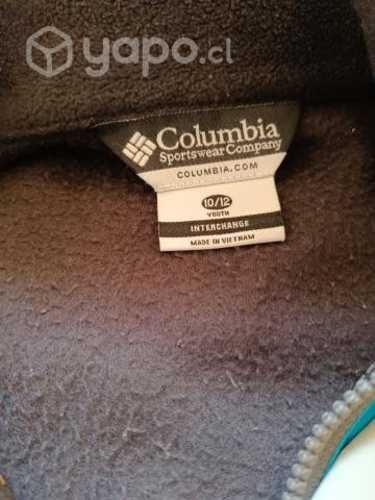 yapo.cl
Columbia
Sportswear Company
COLUMBIA.COM
10/12
YOUTH
INTERCHANGE
MADE IN VIETNAM